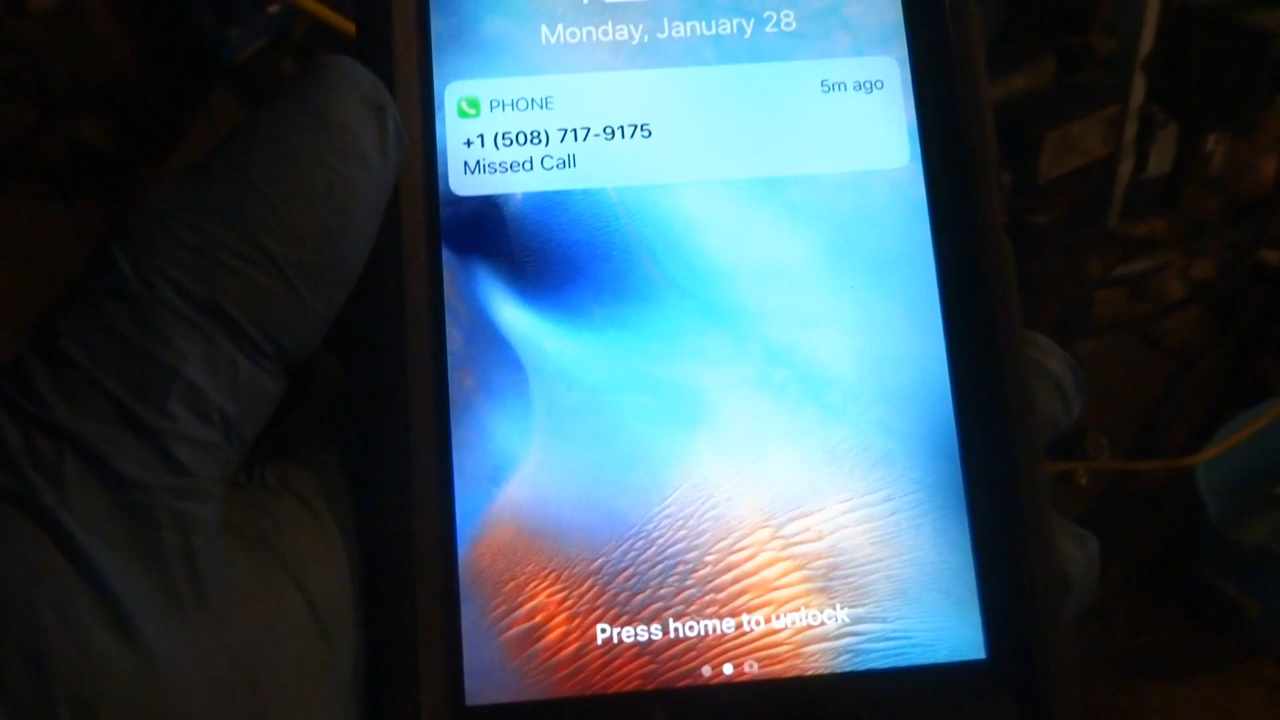 Monday, January 28
PHONE
5m ago
+1 (508) 717-9175
Missed Call
Press home to unlock